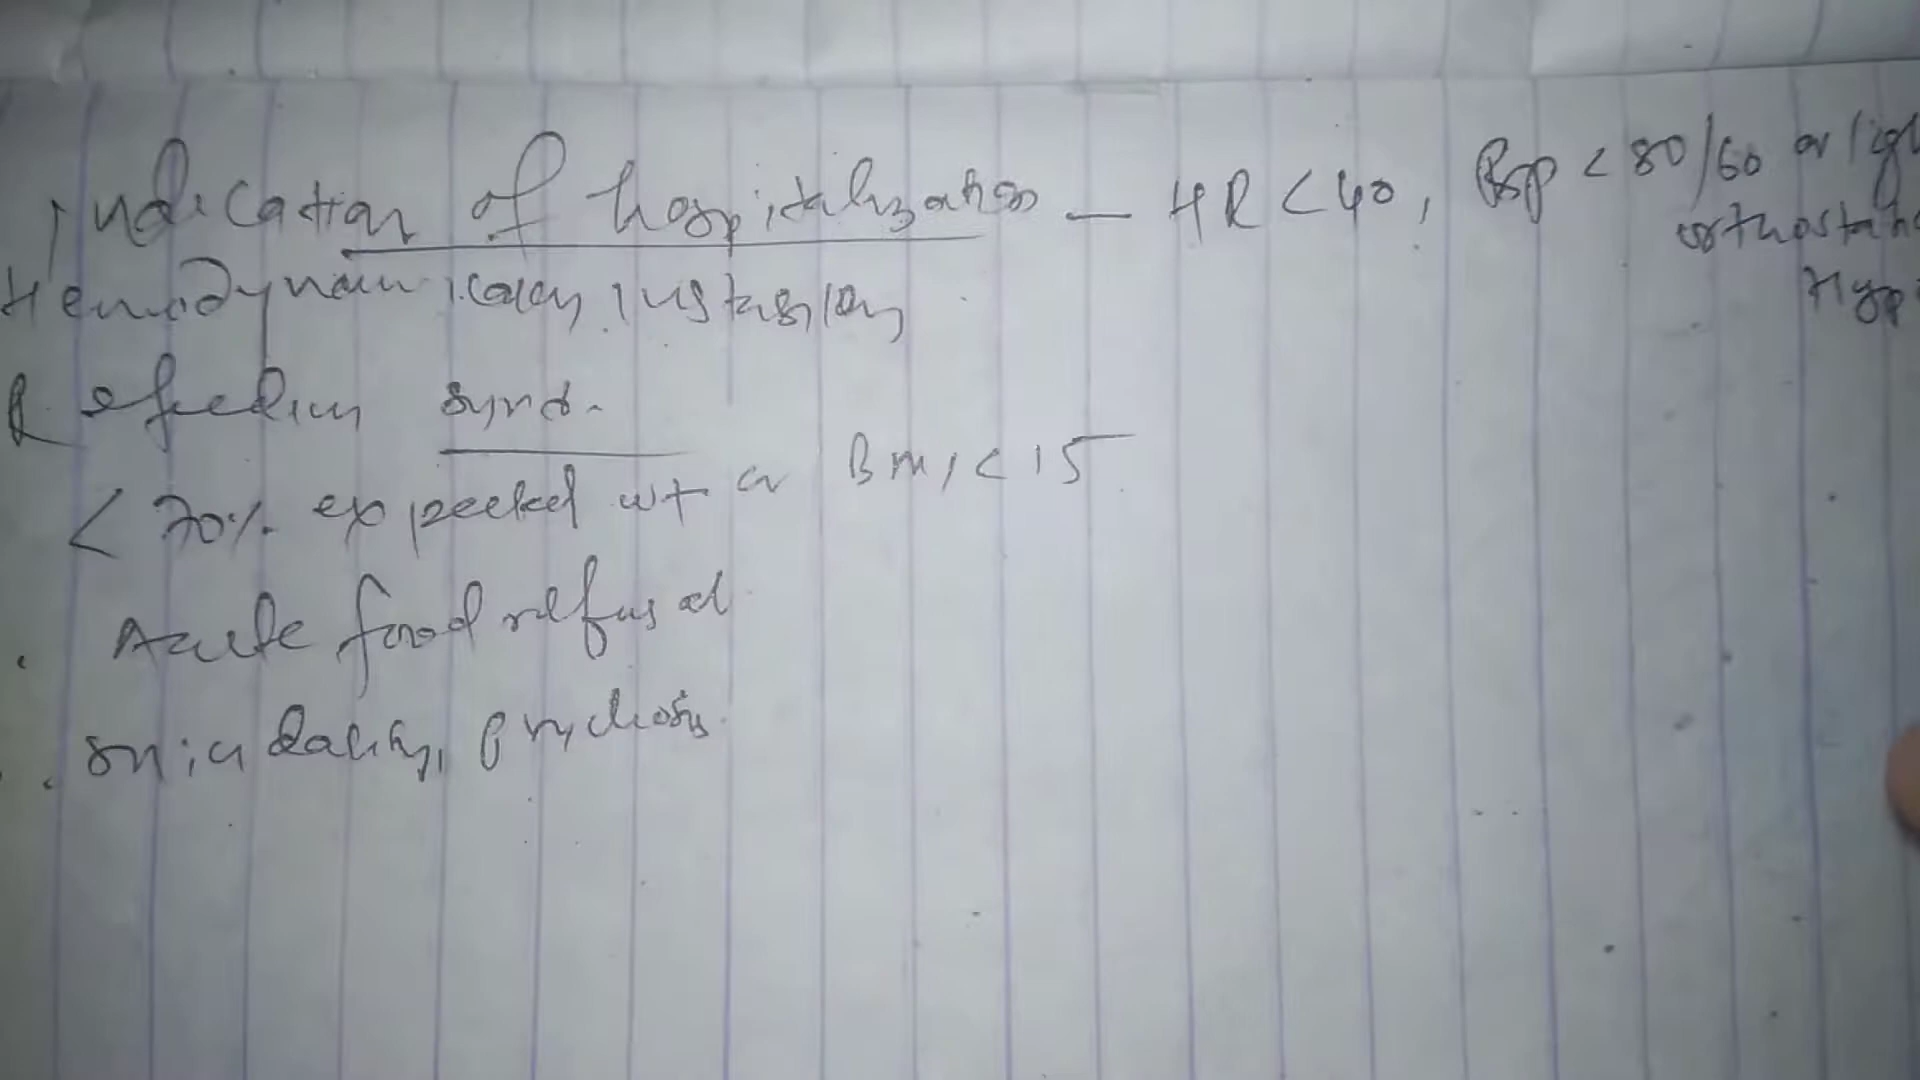 Indication of hospitalization – HR < 40, BP < 80/60 or
orthostatic
Hyp
Hemodynamically instability
Refeeding synd.
< 70% expected wt or BMI < 15
Acute food refusal
Suicidality, psychosis